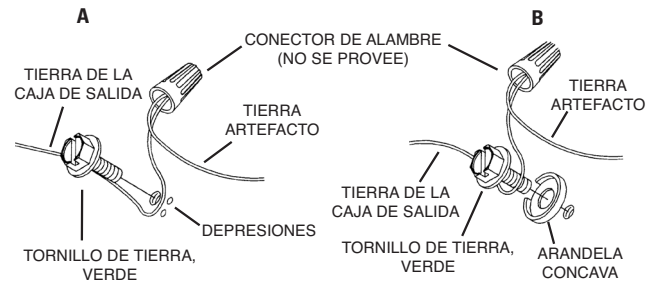 A
B
CONECTOR DE ALAMBRE
(NO SE PROVEE)
TIERRA DE LA
CAJA DE SALIDA
TIERRA
ARTEFACTO
DEPRESIONES
TORNILLO DE TIERRA,
VERDE
TIERRA
ARTEFACTO
TIERRA DE LA
CAJA DE SALIDA
TORNILLO DE TIERRA,
VERDE
ARANDELA
CONCAVA